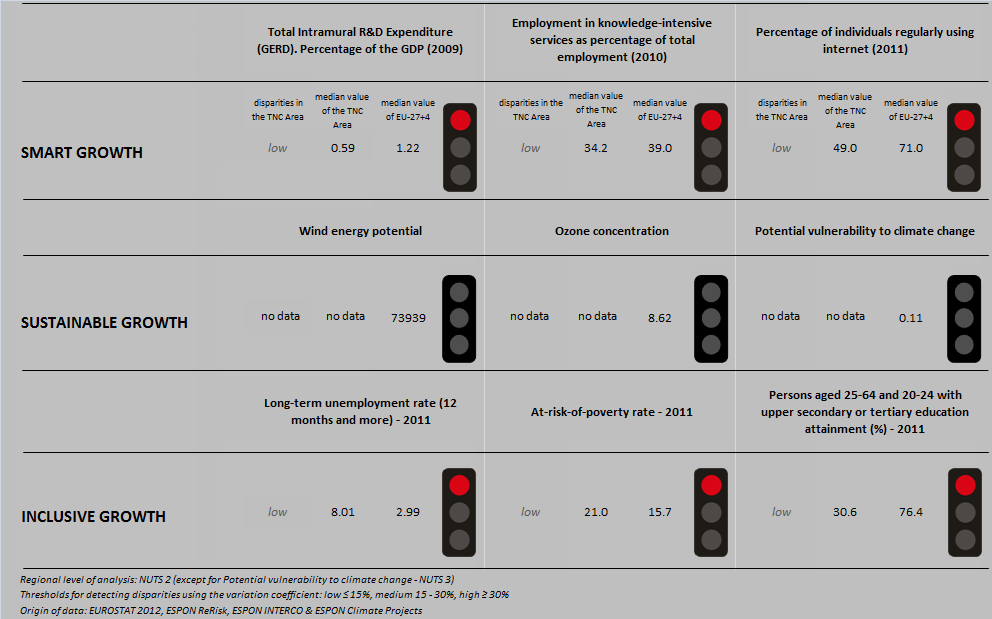 Total Intramural R&D Expenditure
(GERD). Percentage of the GDP (2009)
Employment in knowledge-intensive
services as percentage of total
employment (2010)
Percentage of individuals regularly using
internet (2011)
SMART GROWTH
disparities in
the TNC Area
low
median value
of the TNC
Area
0.59
median value
of EU-27+4
1.22
disparities in the
TNC Area
low
median value
of the TNC
Area
34.2
median value
of EU-27+4
39.0
disparities in
the TNC Area
low
median value
of the TNC
Area
49.0
median value
of EU-27+4
71.0
Wind energy potential
Ozone concentration
Potential vulnerability to climate change
SUSTAINABLE GROWTH
no data
no data
73939
no data
no data
8.62
no data
no data
0.11
Long-term unemployment rate (12
months and more) - 2011
At-risk-of-poverty rate - 2011
Persons aged 25-64 and 20-24 with
upper secondary or tertiary education
attainment (%) - 2011
INCLUSIVE GROWTH
low
8.01
2.99
low
21.0
15.7
low
30.6
76.4
Regional level of analysis: NUTS 2 (except for Potential vulnerability to climate change - NUTS 3)
Thresholds for detecting disparities using the variation coefficient: low ≤ 15%, medium 15 - 30%, high ≥ 30%
Origin of data: EUROSTAT 2012, ESPON ReRisk, ESPON INTERCO & ESPON Climate Projects